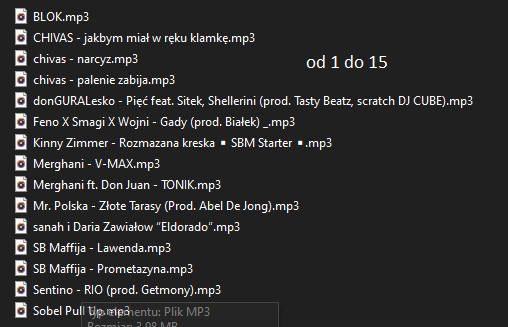 BLOK.mp3
CHIVAS - jakbym miał w ręku klamkę.mp3
chivas - narcyz.mp3
od 1 do 15
chivas - palenie zabija.mp3
donGURALesko - Pięć feat. Sitek, Shellerini (prod. Tasty Beatz, scratch DJ CUBE).mp3
Feno X Smagi X Wojni - Gady (prod. Białek) _.mp3
Kinny Zimmer - Rozmazana kreska ▪ SBM Starter ▪.mp3
Merghani - V-MAX.mp3
Merghani ft. Don Juan - TONIK.mp3
Mr. Polska - Złote Tarasy (Prod. Abel De Jong).mp3
sanah i Daria Zawiałow “Eldorado”.mp3
SB Maffija - Lawenda.mp3
SB Maffija - Prometazyna.mp3
Sentino - RIO (prod. Getmony).mp3
Sobel Pull Up.mp3
Typ elementu: Plik MP3
Rozmiar: 3,98 MB